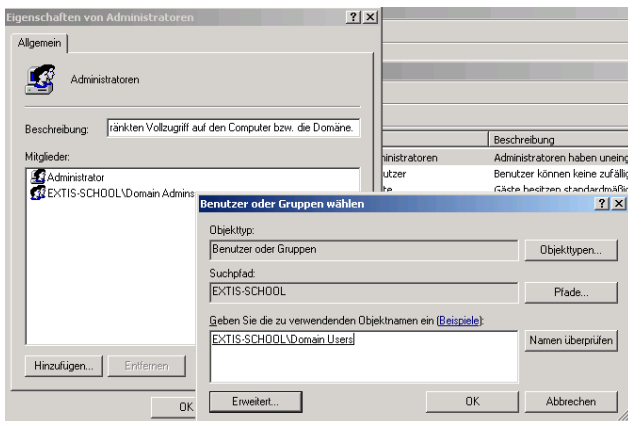 Eigenschaften von Administratoren
Allgemein
Administratoren
Beschreibung: ränkten Vollzugriff auf den Computer bzw. die Domäne.
Mitglieder:
Administrator
EXTIS-SCHOOL\Domain Admins
Hinzufügen... Entfernen
OK
Beschreibung
ninistratoren Administratoren haben uneing
utzer Benutzer können keine zufällig
Gäste besitzen standardmäßig
Benutzer oder Gruppen wählen
Objekttyp:
Benutzer oder Gruppen Objekttypen...
Suchpfad:
EXTIS-SCHOOL Pfade...
Geben Sie die zu verwendenden Objektnamen ein (Beispiele):
EXTIS-SCHOOL\Domain Users Namen überprüfen
Erweitert... OK Abbrechen